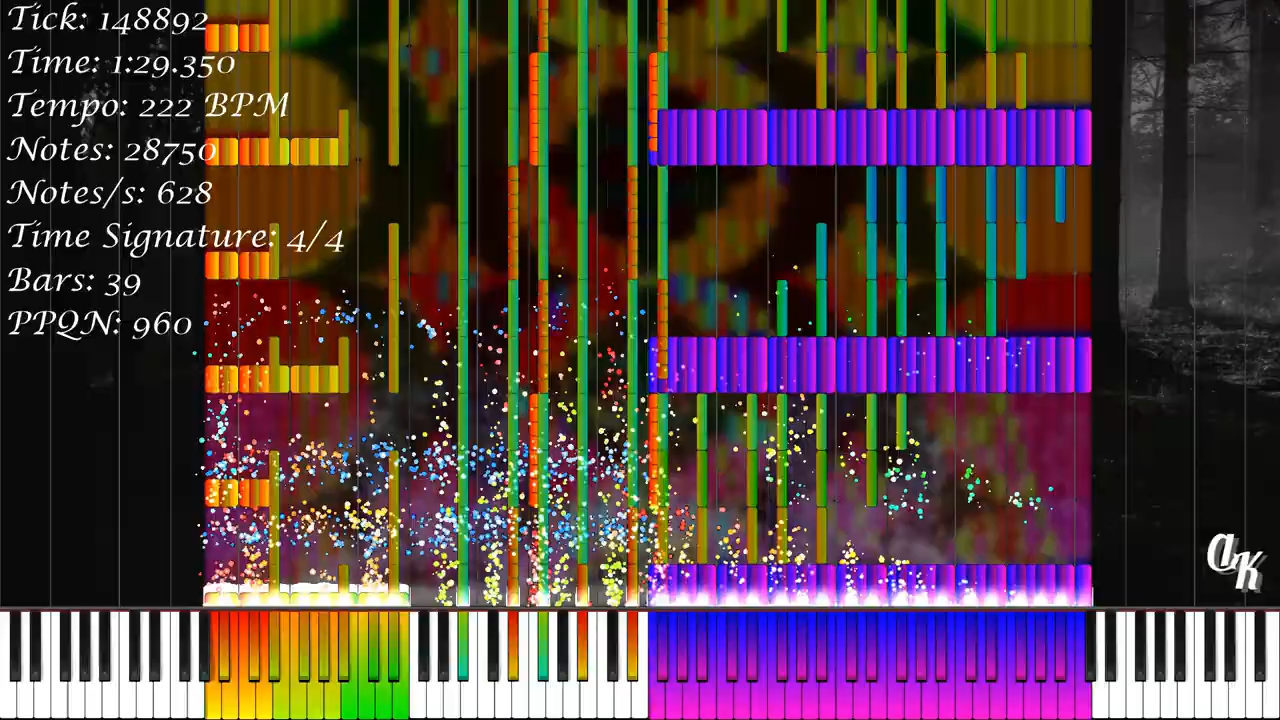 Tick: 148892
Time: 1:29.350
Tempo: 222 BPM
Notes: 28750
Notes/s: 628
Time Signature: 4/4
Bars: 39
PPQN: 960
aK